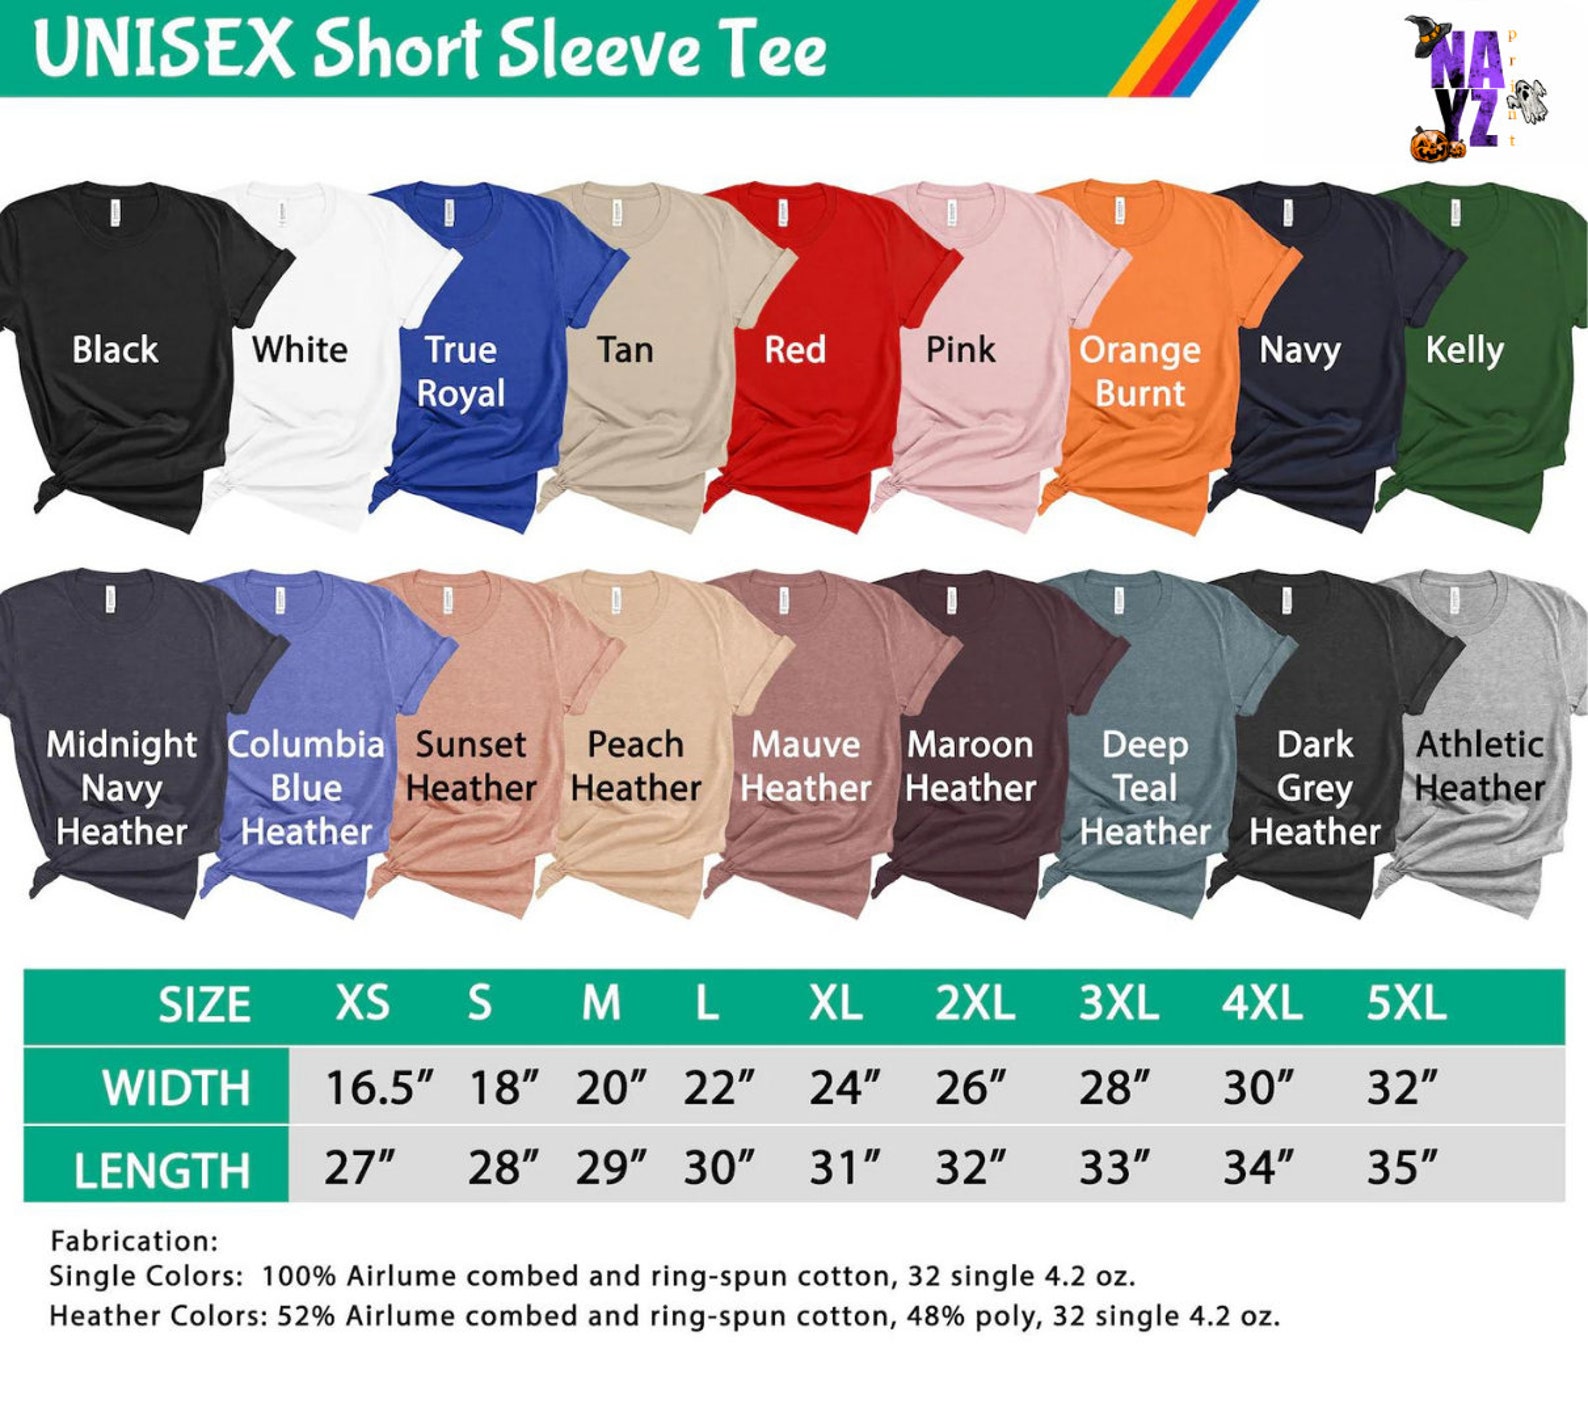 UNISEX Short Sleeve Tee
NA
YZ
print
Black
White
True
Royal
Tan
Red
Pink
Orange
Burnt
Navy
Kelly
Midnight
Navy
Heather
Columbia
Blue
Heather
Sunset
Heather
Peach
Heather
Mauve
Heather
Maroon
Heather
Deep
Teal
Heather
Dark
Grey
Heather
Athletic
Heather
SIZE XS S M L XL 2XL 3XL 4XL 5XL
WIDTH 16.5” 18” 20” 22” 24” 26” 28” 30” 32”
LENGTH 27” 28” 29” 30” 31” 32” 33” 34” 35”
Fabrication:
Single Colors: 100% Airlume combed and ring-spun cotton, 32 single 4.2 oz.
Heather Colors: 52% Airlume combed and ring-spun cotton, 48% poly, 32 single 4.2 oz.